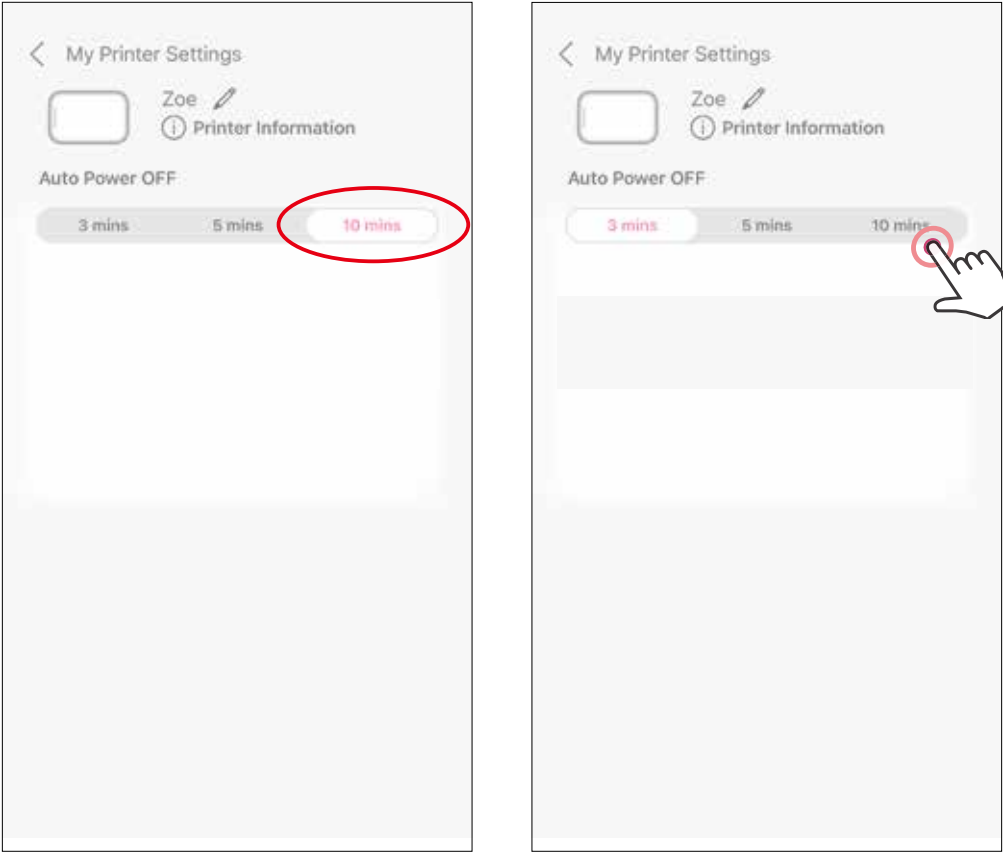 My Printer Settings
Zoe
Printer Information
Auto Power OFF
3 mins 5 mins 10 mins
My Printer Settings
Zoe
Printer Information
Auto Power OFF
3 mins 5 mins 10 mins